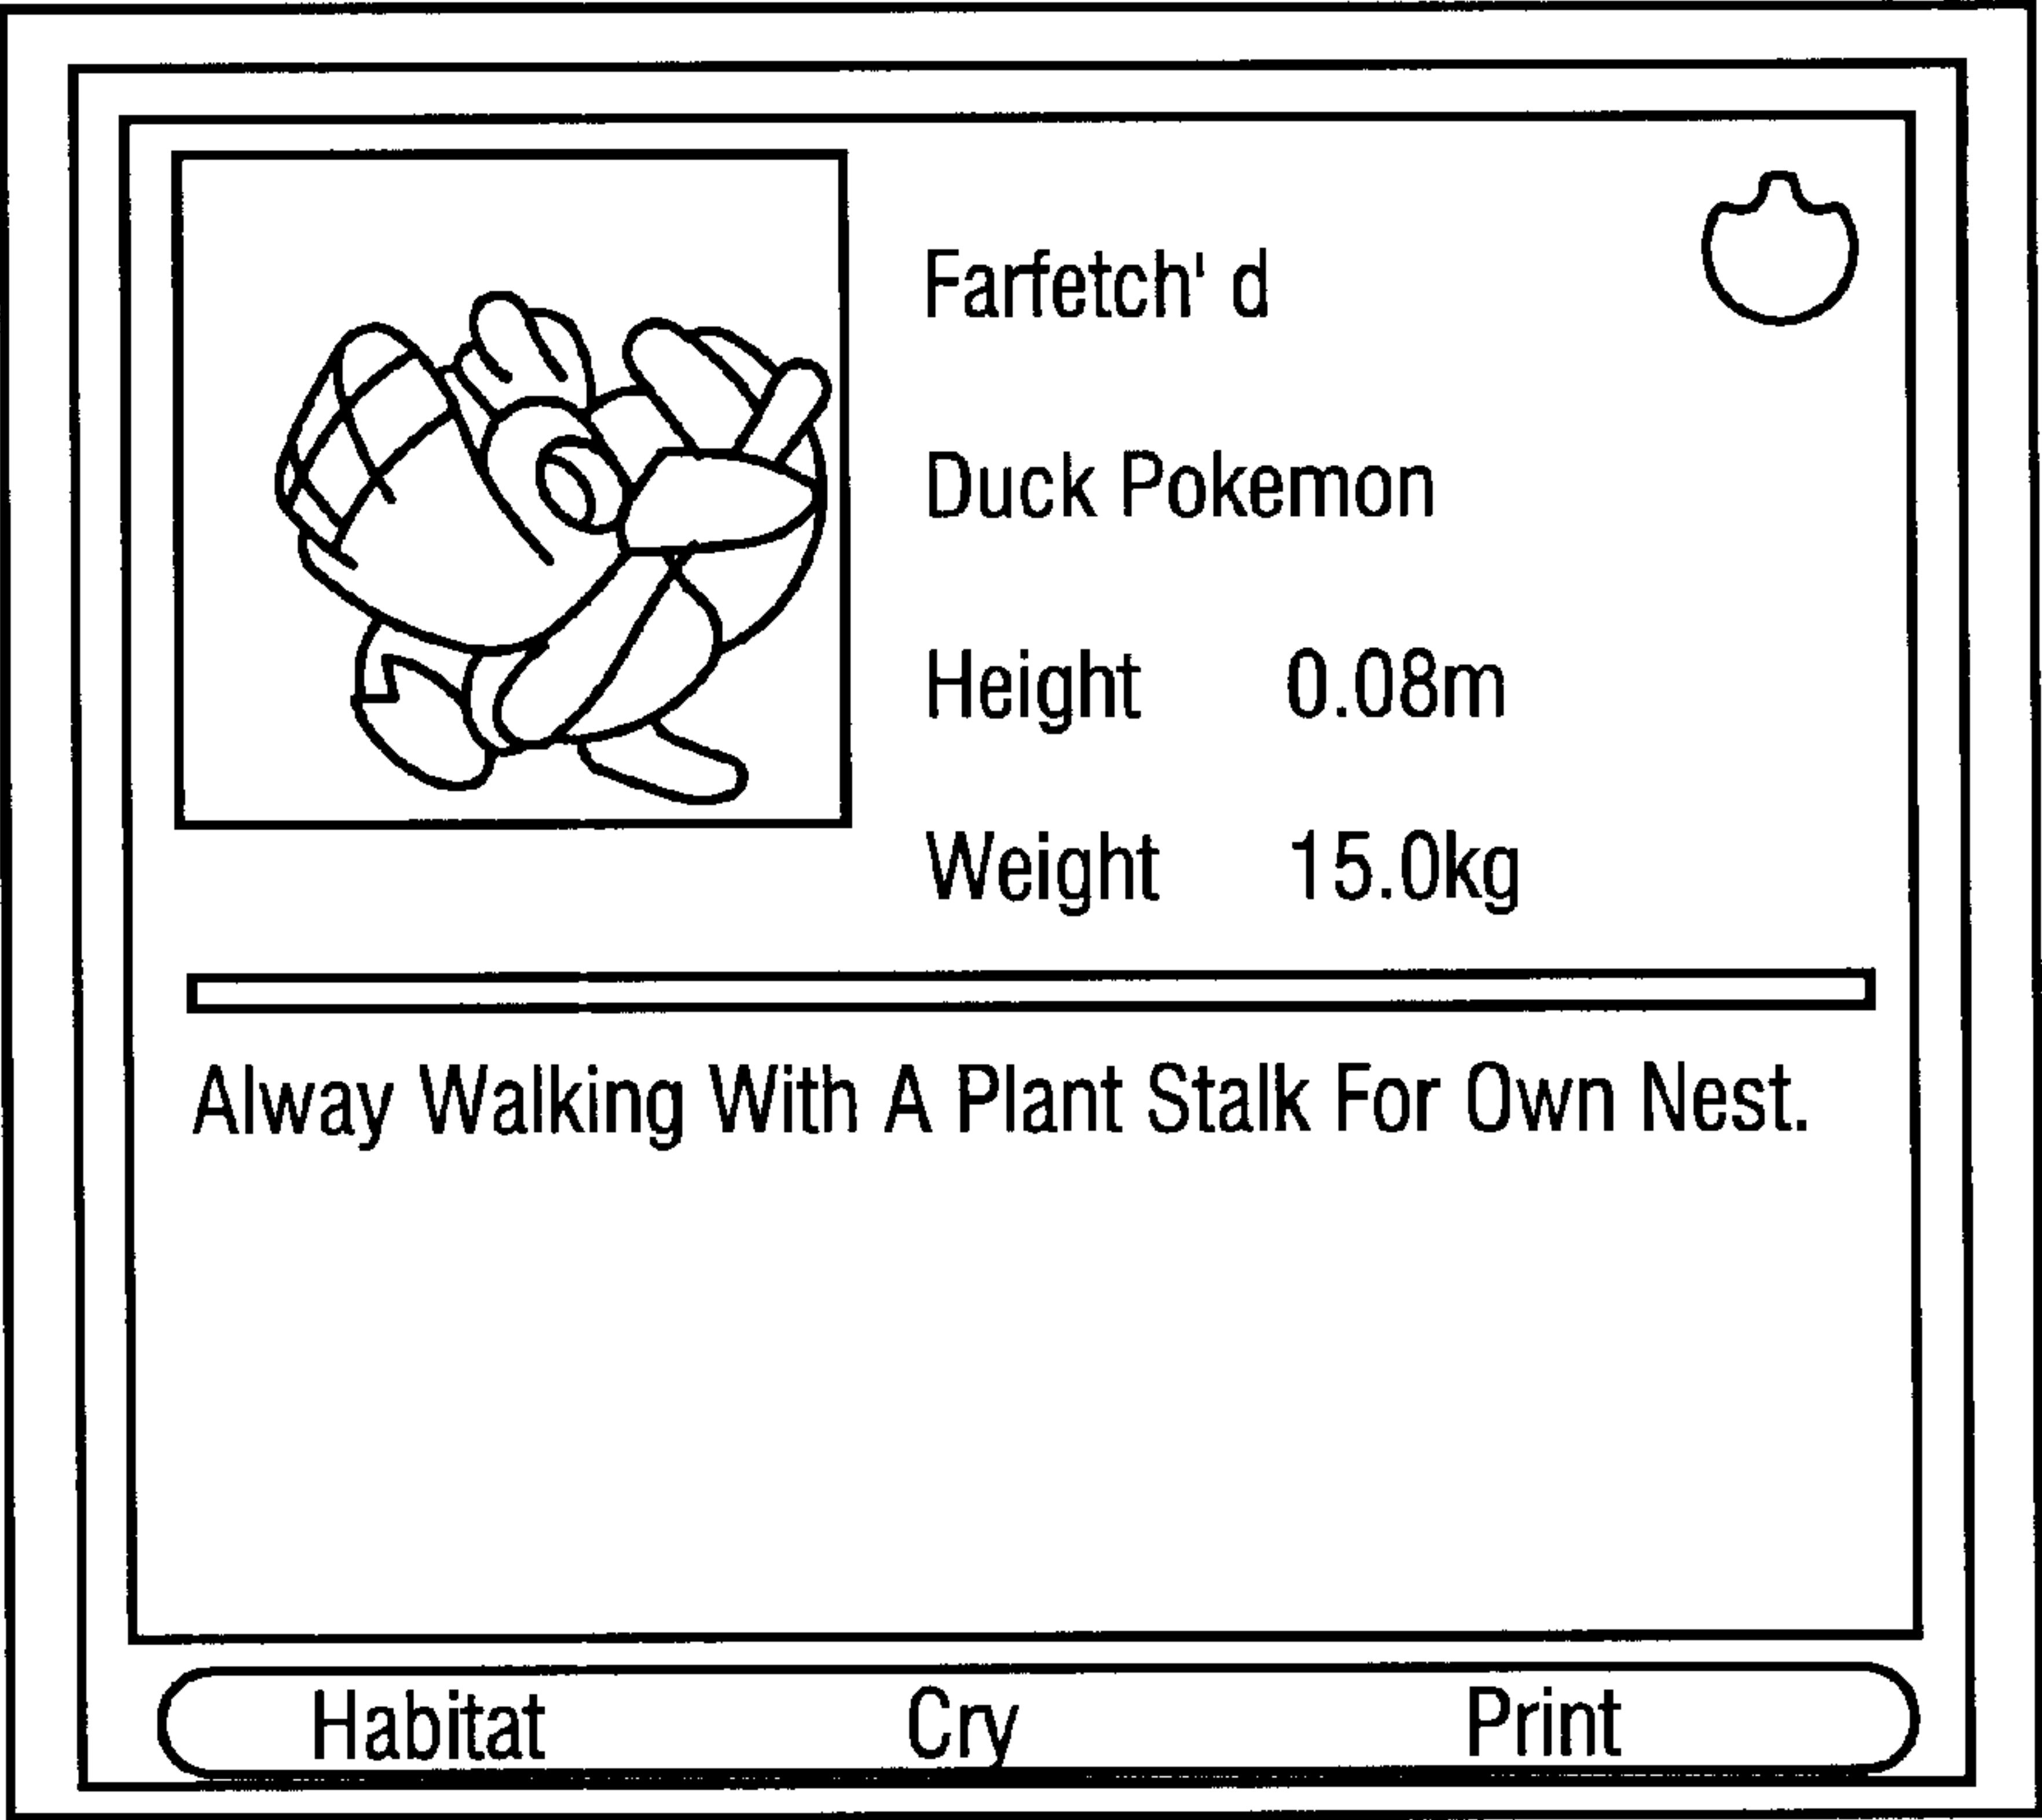 Farfetch' d
Duck Pokemon
Height 0.08m
Weight 15.0kg
Alway Walking With A Plant Stalk For Own Nest.
Habitat Cry Print